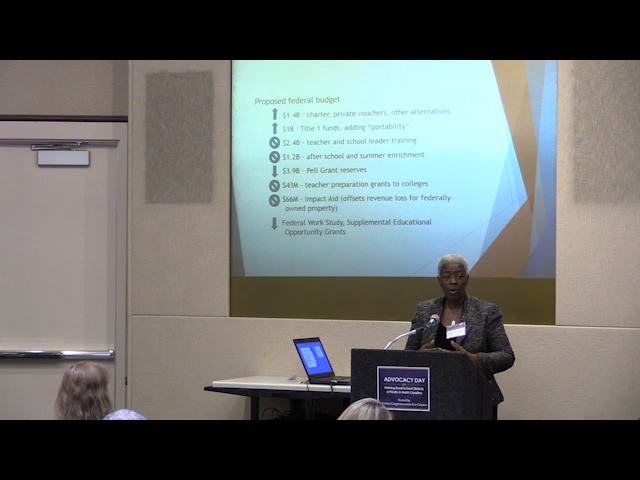 Proposed federal budget
$1.4B - charter, private vouchers, other alternatives
$1B - Title 1 funds, adding "portability"
$2.4B - teacher and school leader training
$1.2B - after school and summer enrichment
$3.9B - Pell Grant reserves
$43M - teacher preparation grants to colleges
$66M - Impact Aid (offsets revenue loss for federally-
owned property)
Federal Work Study, Supplemental Educational
Opportunity Grants
ADVOCACY DAY